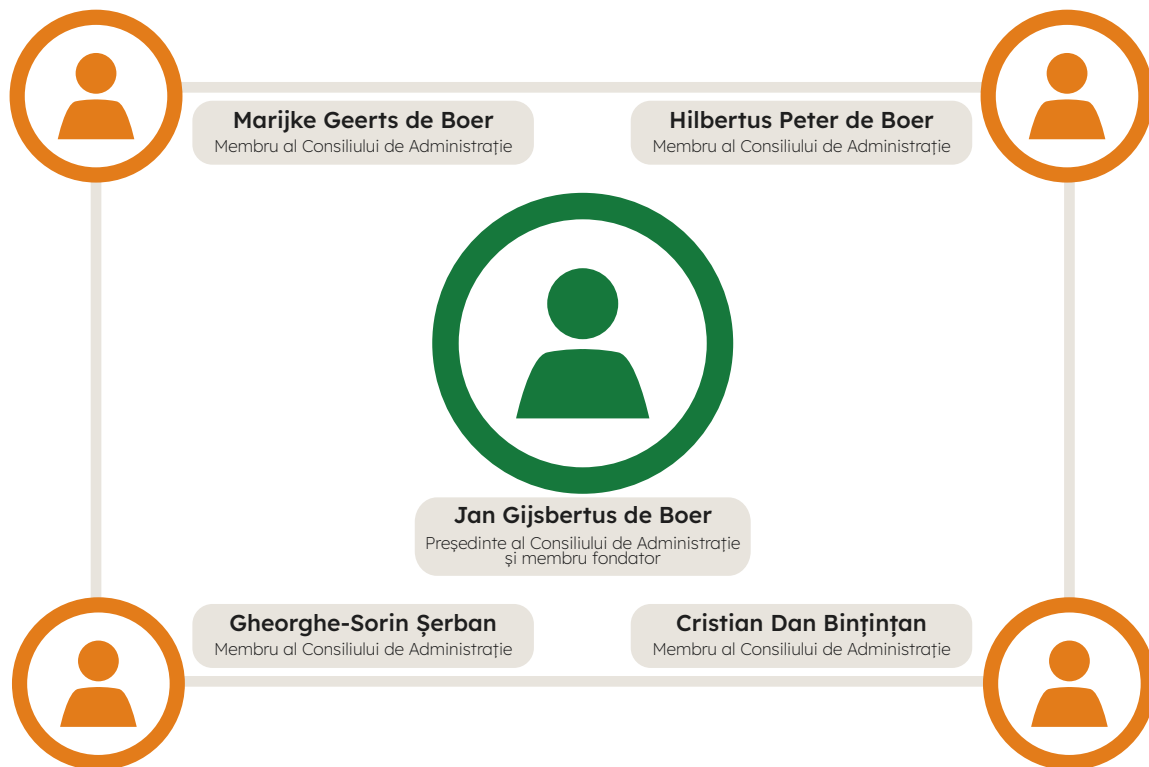 Marijke Geerts de Boer
Membru al Consiliului de Administrație
Hilbertus Peter de Boer
Membru al Consiliului de Administrație
Jan Gijsbertus de Boer
Președinte al Consiliului de Administrație
și membru fondator
Gheorghe-Sorin Șerban
Membru al Consiliului de Administrație
Cristian Dan Bințințan
Membru al Consiliului de Administrație